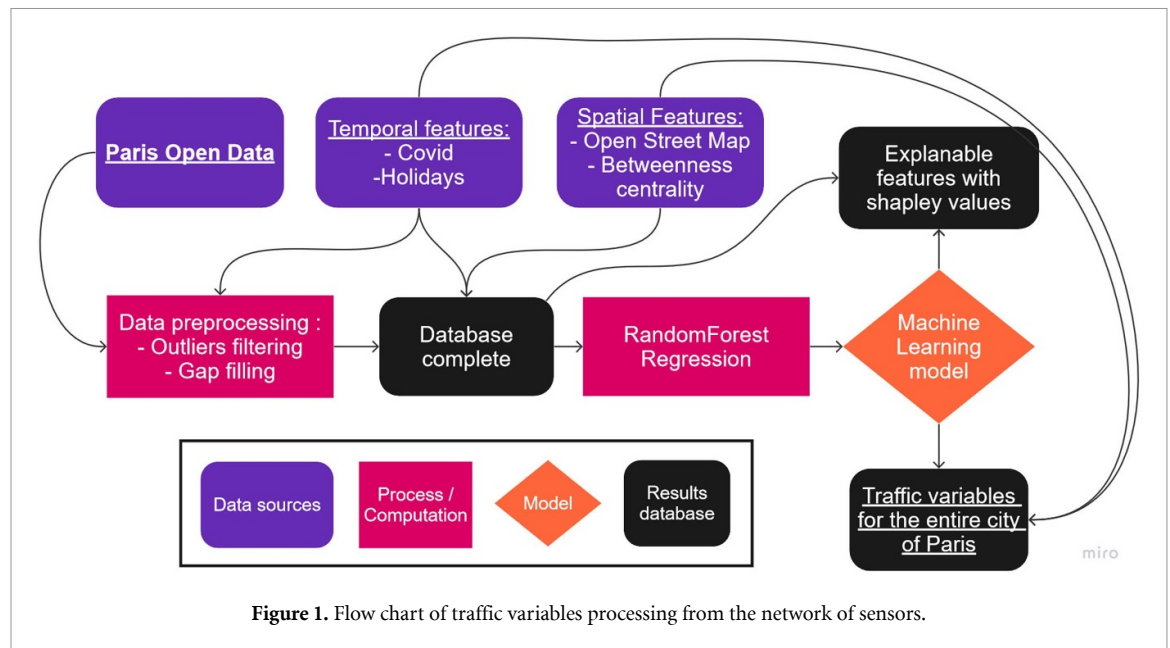 Paris Open Data
Temporal features:
- Covid
-Holidays
Spatial Features:
- Open Street Map
- Betweenness
centrality
Explanable
features with
shapley values
Data preprocessing :
- Outliers filtering
- Gap filling
Database
complete
RandomForest
Regression
Machine
Learning
model
Data sources
Process /
Computation
Model
Results
database
Traffic variables
for the entire city
of Paris
miro
Figure 1. Flow chart of traffic variables processing from the network of sensors.